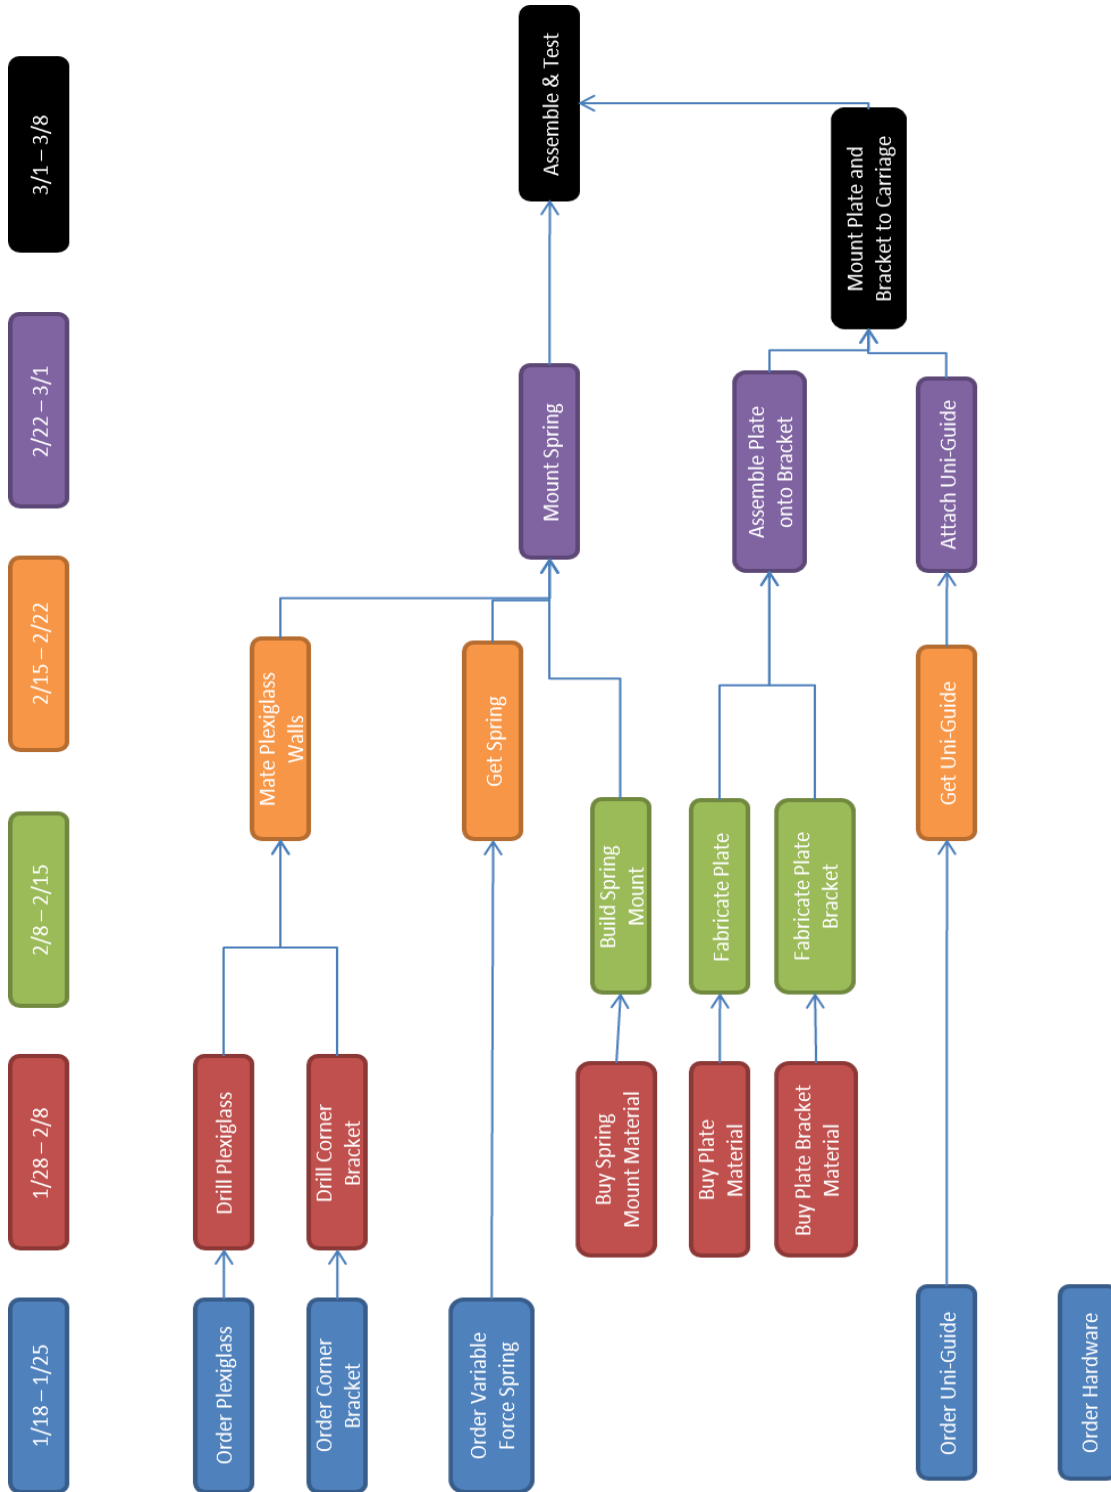 1/18 – 1/25
1/28 – 2/8
2/8 – 2/15
2/15 – 2/22
2/22 – 3/1
3/1 – 3/8
Order Plexiglass
Drill Plexiglass
Order Corner
Bracket
Drill Corner
Bracket
Mate Plexiglass
Walls
Order Variable
Force Spring
Get Spring
Mount Spring
Assemble & Test
Buy Spring
Mount Material
Build Spring
Mount
Buy Plate
Material
Fabricate Plate
Buy Plate Bracket
Material
Fabricate Plate
Bracket
Assemble Plate
onto Bracket
Mount Plate and
Bracket to Carriage
Order Uni-Guide
Get Uni-Guide
Attach Uni-Guide
Order Hardware